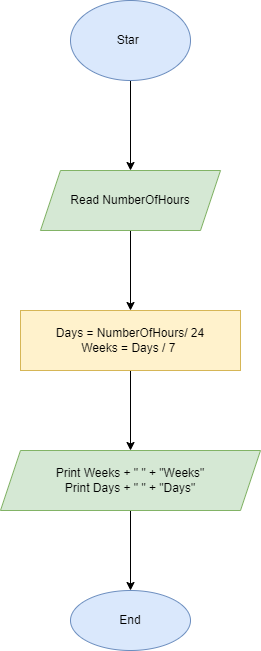 Star
Read NumberOfHours
Days = NumberOfHours/ 24
Weeks = Days / 7
Print Weeks + " " + "Weeks"
Print Days + " " + "Days"
End